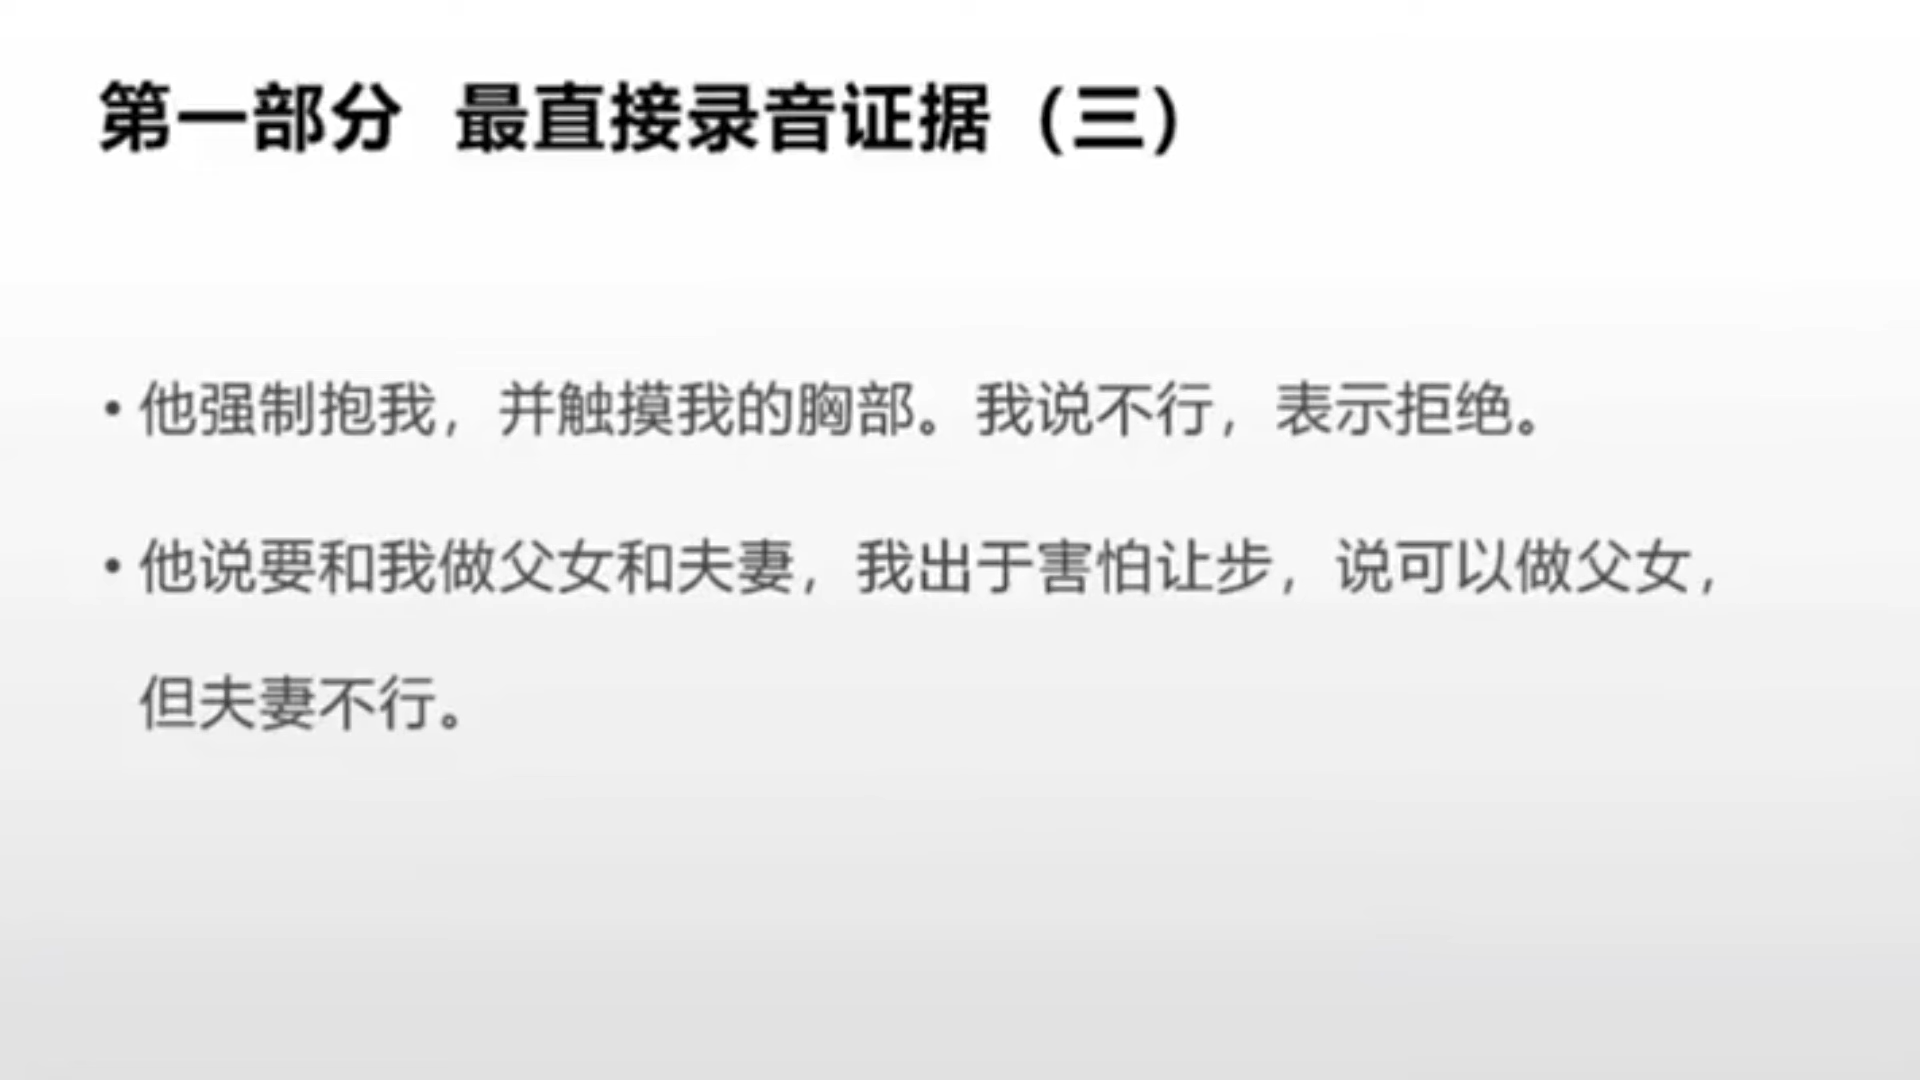 第一部分 最直接录音证据（三）
• 他强制抱我，并触摸我的胸部。我说不行，表示拒绝。
• 他说要和我做父女和夫妻，我出于害怕让步，说可以做父女，
但夫妻不行。